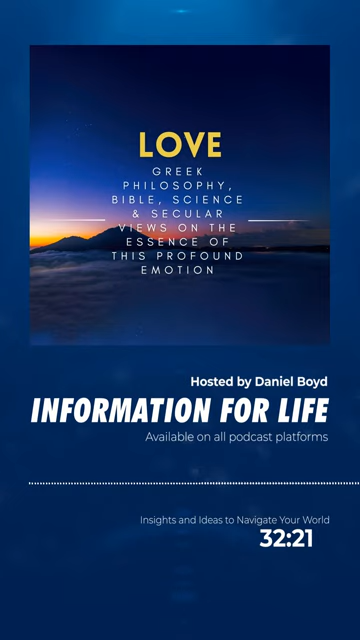 LOVE
GREEK
PHILOSOPHY,
BIBLE, SCIENCE
& SECULAR
VIEWS ON THE
ESSENCE OF
THIS PROFOUND
EMOTION
Hosted by Daniel Boyd
INFORMATION FOR LIFE
Available on all podcast platforms
Insights and Ideas to Navigate Your World
32:21